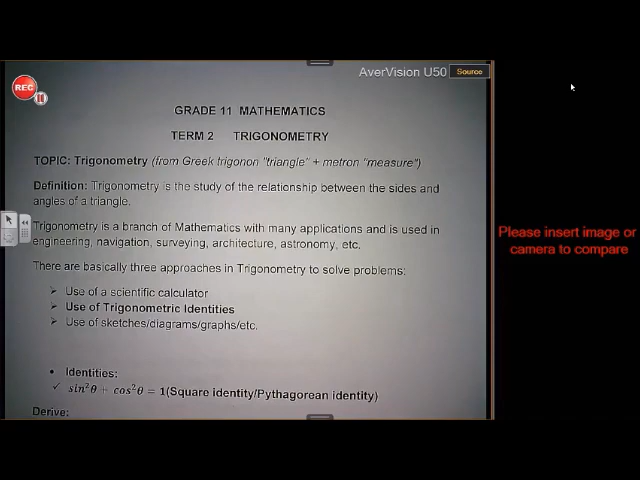 AverVision U50 Source
REC
GRADE 11 MATHEMATICS
TERM 2 TRIGONOMETRY
TOPIC: Trigonometry (from Greek trigonon "triangle" + metron "measure")
Definition: Trigonometry is the study of the relationship between the sides and
angles of a triangle.
Trigonometry is a branch of Mathematics with many applications and is used in
engineering, navigation, surveying, architecture, astronomy, etc.
There are basically three approaches in Trigonometry to solve problems:
➢ Use of a scientific calculator
➢ Use of Trigonometric Identities
➢ Use of sketches/diagrams/graphs/etc.
• Identities:
✓ sin²θ + cos²θ = 1(Square identity/Pythagorean identity)
Derive:
Please insert image or
camera to compare